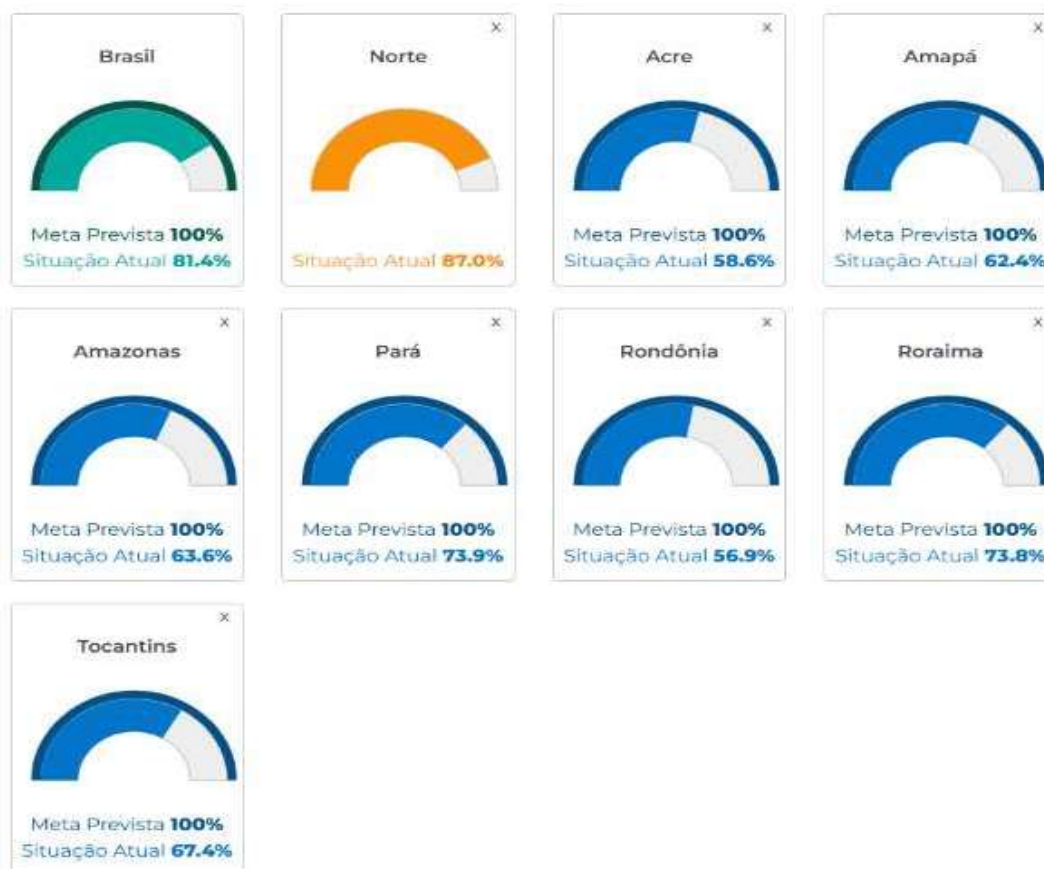 x
x
x
Brasil
Norte
Acre
Amapá
Meta Prevista 100%
Situação Atual 81.4%
Situação Atual 87.0%
Meta Prevista 100%
Situação Atual 58.6%
Meta Prevista 100%
Situação Atual 62.4%
x
x
x
x
Amazonas
Pará
Rondônia
Roraima
Meta Prevista 100%
Situação Atual 63.6%
Meta Prevista 100%
Situação Atual 73.9%
Meta Prevista 100%
Situação Atual 56.9%
Meta Prevista 100%
Situação Atual 73.8%
x
Tocantins
Meta Prevista 100%
Situação Atual 67.4%